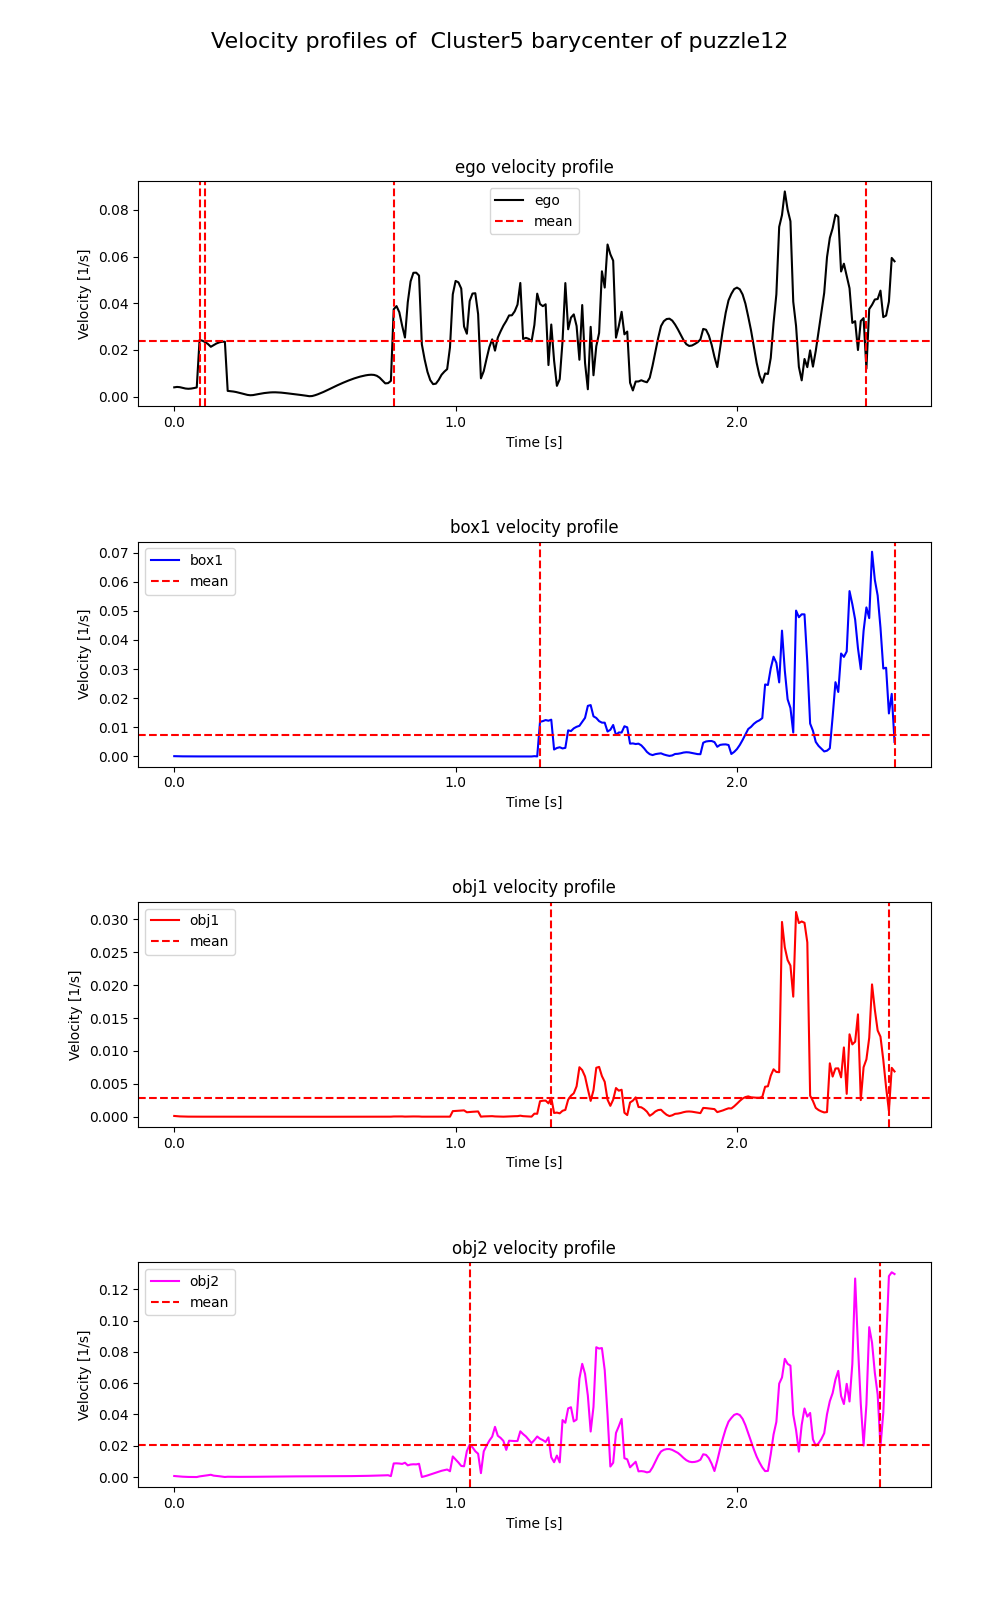 Velocity profiles of  Cluster5 barycenter of puzzle12
ego velocity profile
ego
mean
0.08
0.06
0.04
0.02
0.00
Velocity [1/s]
0.0 1.0 2.0
Time [s]
box1 velocity profile
box1
mean
0.07
0.06
0.05
0.04
0.03
0.02
0.01
0.00
Velocity [1/s]
0.0 1.0 2.0
Time [s]
obj1 velocity profile
obj1
mean
0.030
0.025
0.020
0.015
0.010
0.005
0.000
Velocity [1/s]
0.0 1.0 2.0
Time [s]
obj2 velocity profile
obj2
mean
0.12
0.10
0.08
0.06
0.04
0.02
0.00
Velocity [1/s]
0.0 1.0 2.0
Time [s]